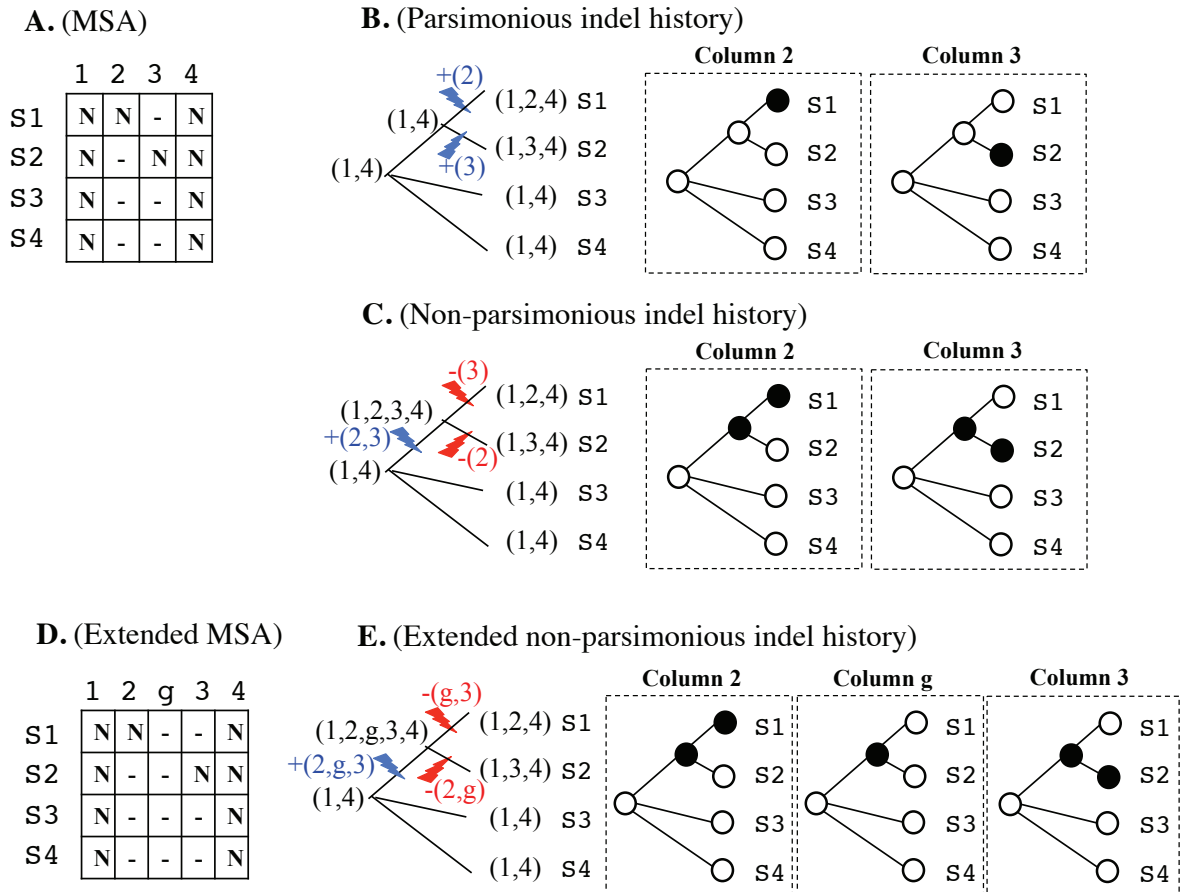 A. (MSA)
1 2 3 4
S1 N N - N
S2 N - N N
S3 N - - N
S4 N - - N
B. (Parsimonious indel history)
+(2)
(1,2,4) S1
(1,4)
(1,3,4) S2
+(3)
(1,4)
(1,4) S3
(1,4) S4
Column 2
S1
S2
S3
S4
Column 3
S1
S2
S3
S4
C. (Non-parsimonious indel history)
-(3)
(1,2,4) S1
(1,2,3,4)
+(2,3)
(1,3,4) S2
-(2)
(1,4)
(1,4) S3
(1,4) S4
Column 2
S1
S2
S3
S4
Column 3
S1
S2
S3
S4
D. (Extended MSA)
1 2 g 3 4
S1 N N - - N
S2 N - - N N
S3 N - - - N
S4 N - - - N
E. (Extended non-parsimonious indel history)
-(g,3)
(1,2,4) S1
(1,2,g,3,4)
+(2,g,3)
(1,3,4) S2
-(2,g)
(1,4)
(1,4) S3
(1,4) S4
Column 2
S1
S2
S3
S4
Column g
S1
S2
S3
S4
Column 3
S1
S2
S3
S4